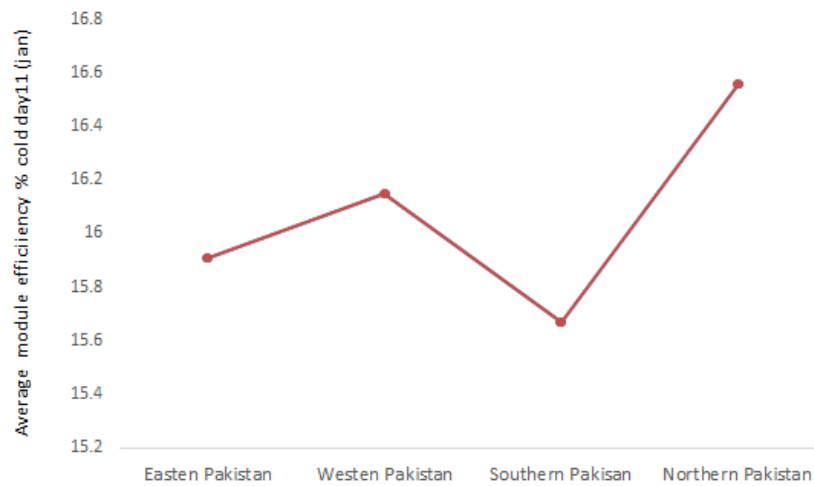 Average module efficiiency % cold day11 (jan)
16.8
16.6
16.4
16.2
16
15.8
15.6
15.4
15.2
Easten Pakistan
Westen Pakistan
Southern Pakisan
Northern Pakistan